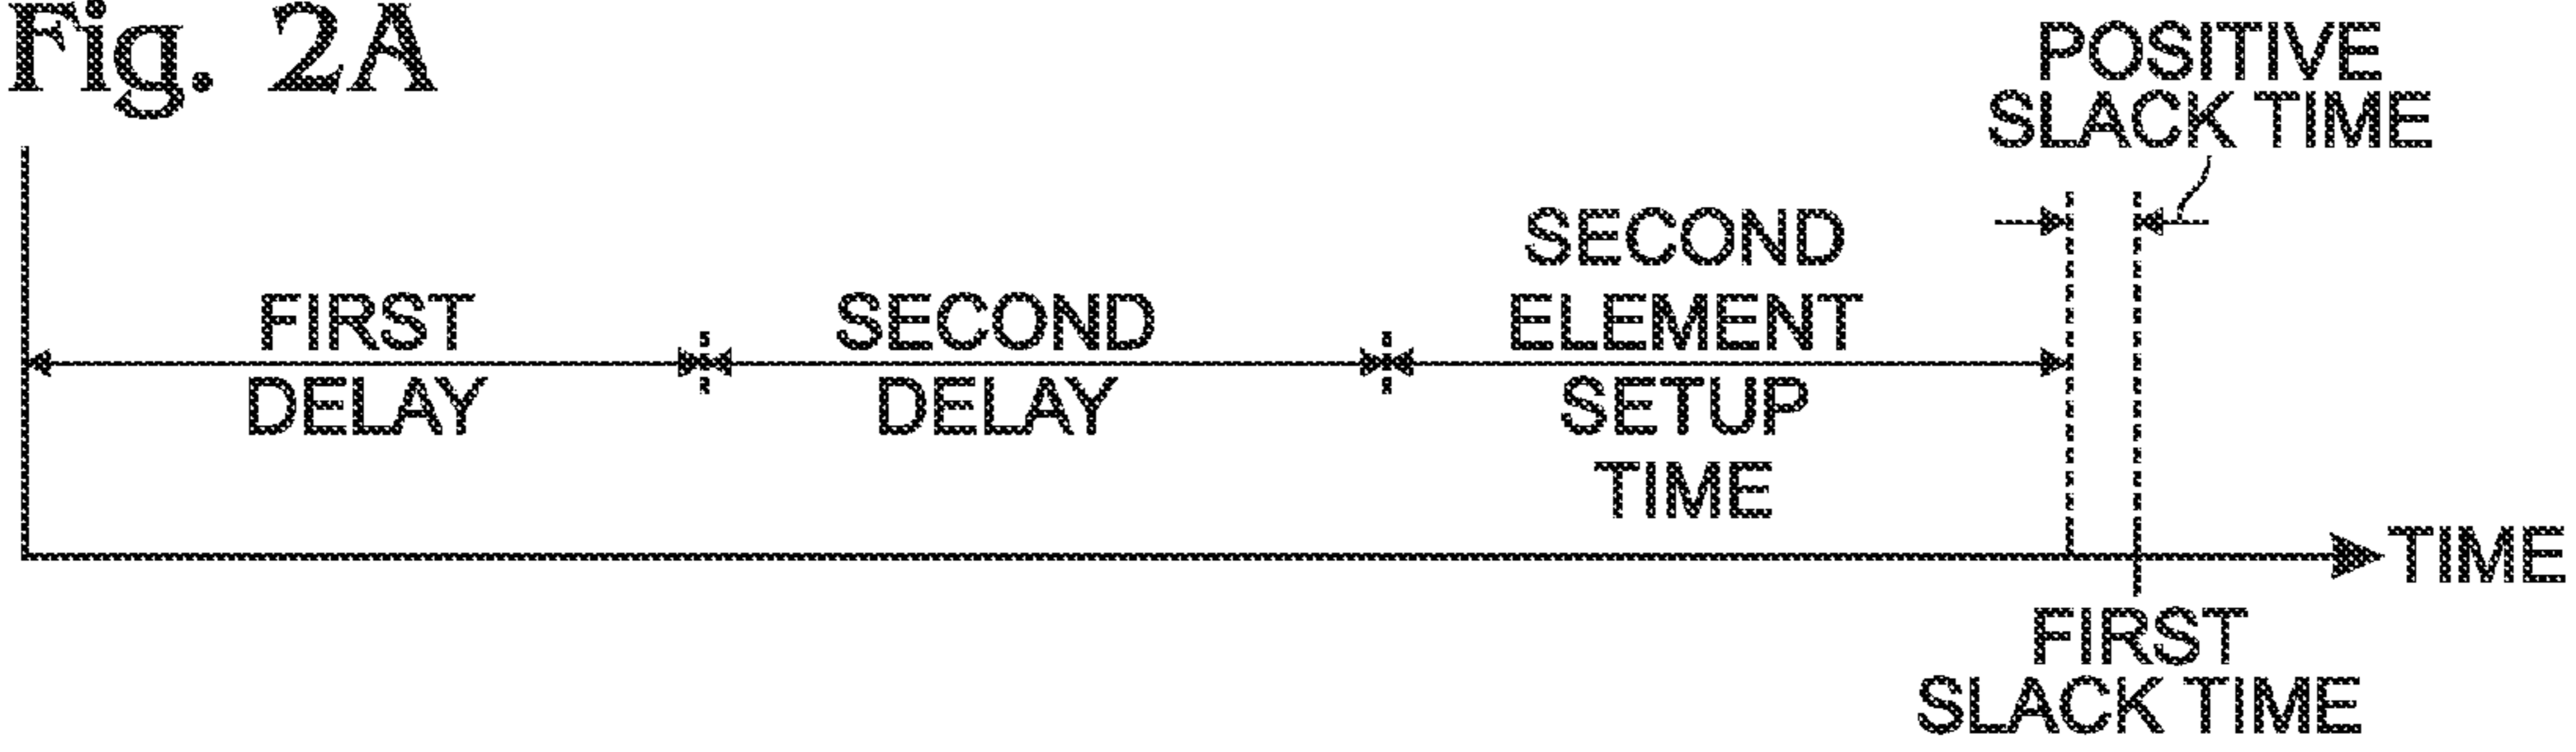 Fig. 2A
POSITIVE
SLACK TIME
FIRST
DELAY
SECOND
DELAY
SECOND
ELEMENT
SETUP
TIME
TIME
FIRST
SLACK TIME